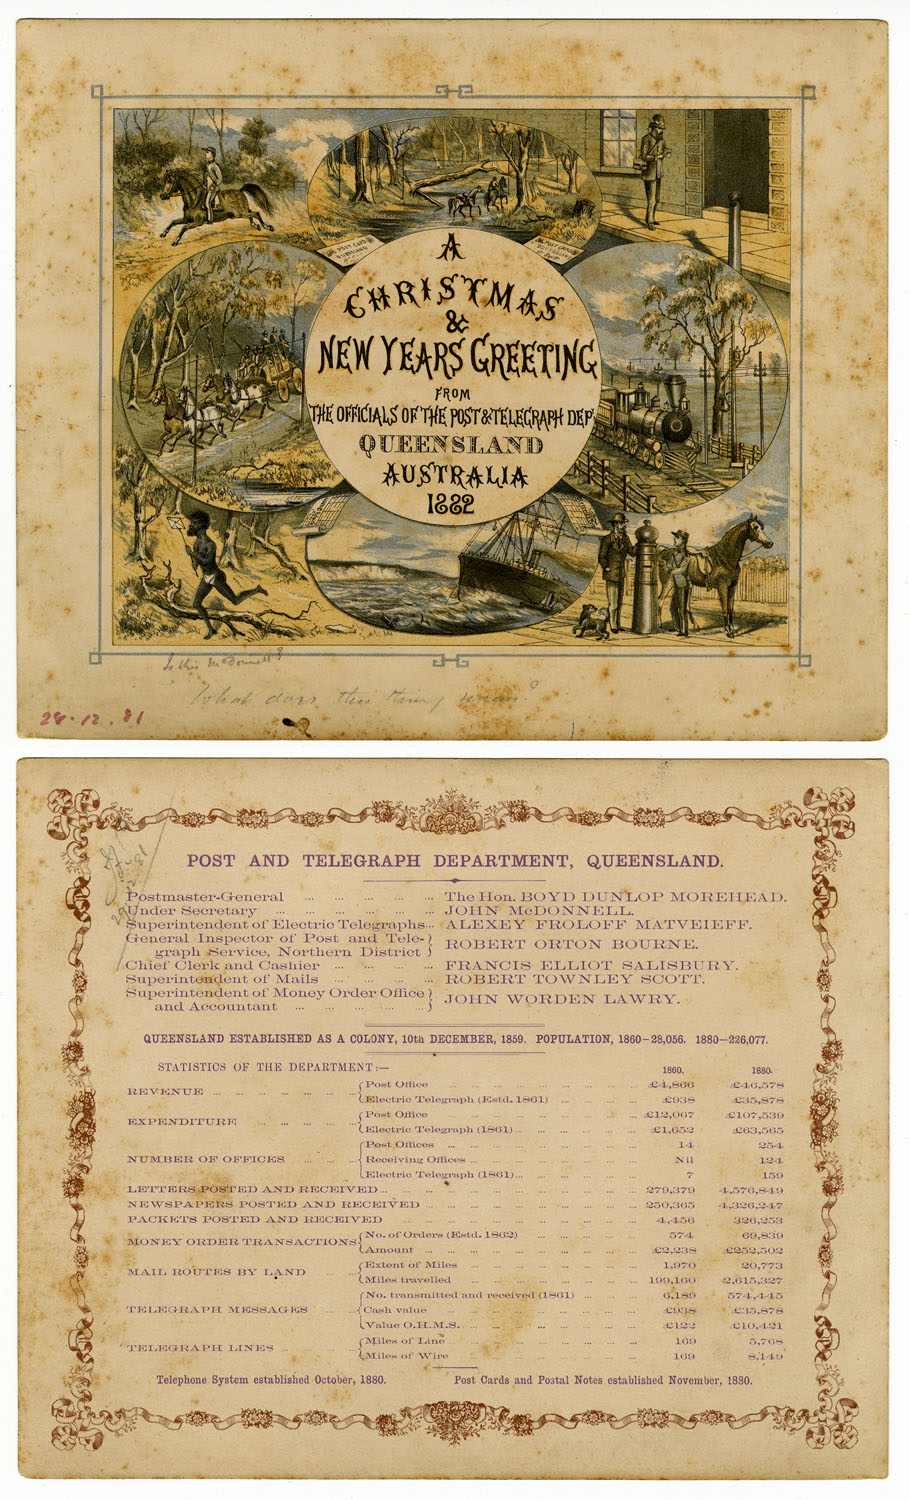 POST CARD
QUEENSLAND
POST CARD
A
CHRISTMAS
&
NEW YEARS GREETING
FROM
THE OFFICIALS OF THE POST & TELEGRAPH DEPT
QUEENSLAND
AUSTRALIA
1882
Is this McDonnell?
What does this thing mean?
28.12.81
29 12 81
POST AND TELEGRAPH DEPARTMENT, QUEENSLAND.
Postmaster-General ... ... ... ... ... The Hon. BOYD DUNLOP MOREHEAD.
Under Secretary ... ... ... ... ... ... JOHN McDONNELL.
Superintendent of Electric Telegraphs... ALEXEY FROLOFF MATVEIEFF.
General Inspector of Post and Tele-
graph Service, Northern District } ROBERT ORTON BOURNE.
Chief Clerk and Cashier ... ... ... ... FRANCIS ELLIOT SALISBURY.
Superintendent of Mails ... ... ... ... ROBERT TOWNLEY SCOTT.
Superintendent of Money Order Office
and Accountant ... ... ... ... ... } JOHN WORDEN LAWRY.
QUEENSLAND ESTABLISHED AS A COLONY, 10th DECEMBER, 1859. POPULATION, 1860—28,056. 1880—226,077.
STATISTICS OF THE DEPARTMENT:— 1860. 1880.
REVENUE ... { Post Office ... £4,866 £46,578
Electric Telegraph (Estd. 1861) ... £938 £35,878
EXPENDITURE ... { Post Office ... £12,067 £107,539
Electric Telegraph (1861)... £1,652 £63,565
NUMBER OF OFFICES ... { Post Offices ... 14 254
Receiving Offices ... Nil 124
Electric Telegraph (1861)... 7 159
LETTERS POSTED AND RECEIVED... 279,379 4,576,849
NEWSPAPERS POSTED AND RECEIVED ... 250,365 4,326,247
PACKETS POSTED AND RECEIVED ... 4,456 326,253
MONEY ORDER TRANSACTIONS { No. of Orders (Estd. 1862) ... 574 69,839
Amount ... £2,238 £252,502
MAIL ROUTES BY LAND ... { Extent of Miles ... 1,970 20,773
Miles travelled ... 199,160 2,615,327
TELEGRAPH MESSAGES ... { No. transmitted and received (1861) ... 6,189 574,445
Cash value ... £938 £35,878
Value O.H.M.S. ... £122 £10,421
TELEGRAPH LINES ... { Miles of Line ... 169 5,768
Miles of Wire ... 169 8,149
Telephone System established October, 1880. Post Cards and Postal Notes established November, 1880.